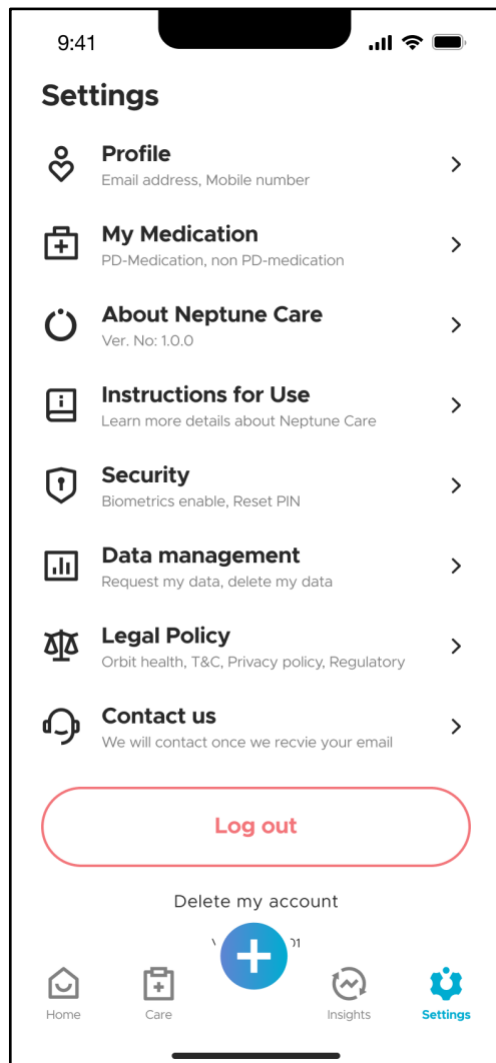 9:41
Settings
Profile
Email address, Mobile number
My Medication
PD-Medication, non PD-medication
About Neptune Care
Ver. No: 1.0.0
Instructions for Use
Learn more details about Neptune Care
Security
Biometrics enable, Reset PIN
Data management
Request my data, delete my data
Legal Policy
Orbit health, T&C, Privacy policy, Regulatory
Contact us
We will contact once we recvie your email
Log out
Delete my account
Home
Care
Insights
Settings